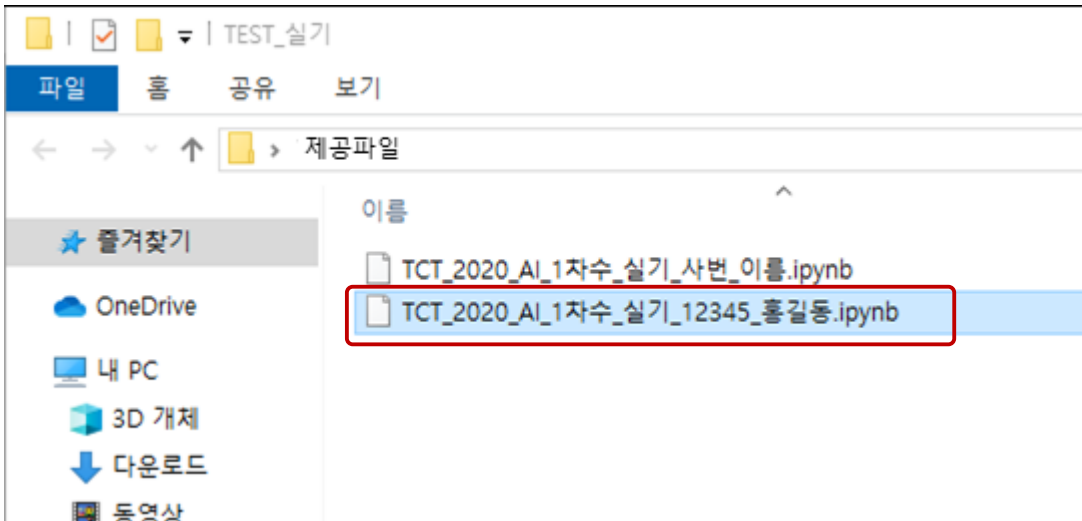 TEST_실기
파일 홈 공유 보기
제공파일
이름
즐겨찾기
TCT_2020_AI_1차수_실기_사번_이름.ipynb
TCT_2020_AI_1차수_실기_12345_홍길동.ipynb
OneDrive
내 PC
3D 개체
다운로드
동영상